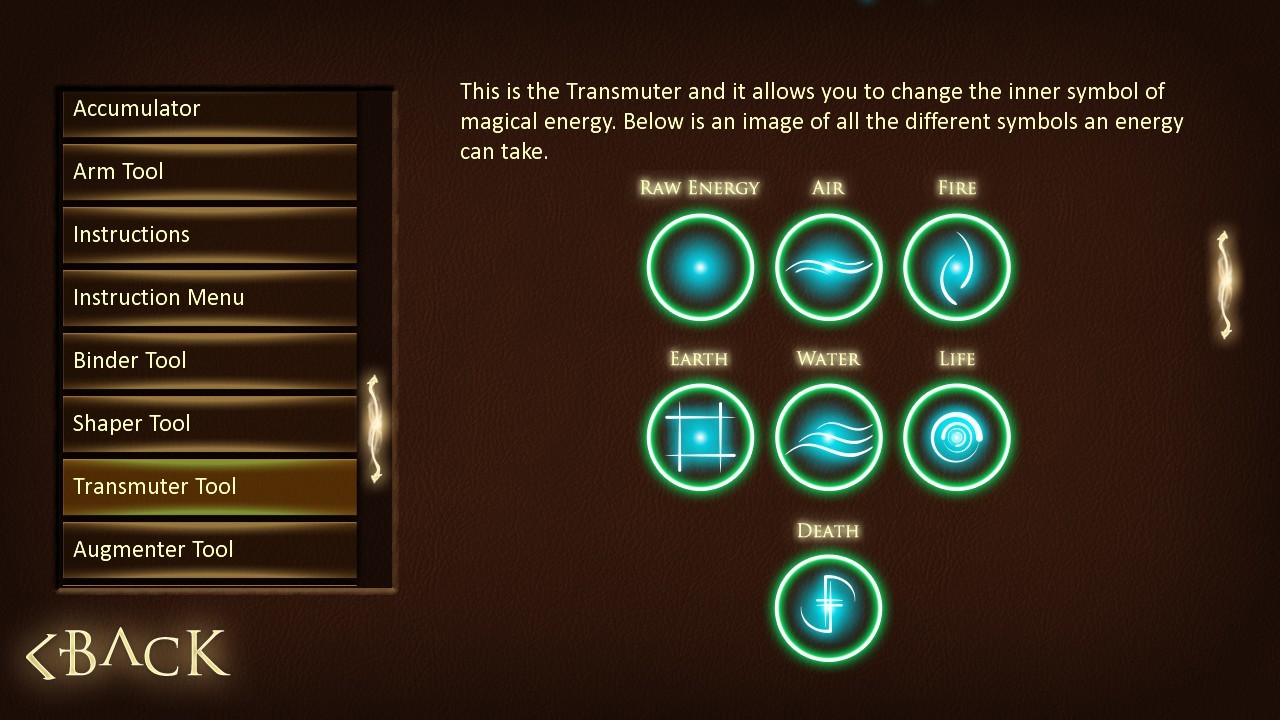 Accumulator
Arm Tool
Instructions
Instruction Menu
Binder Tool
Shaper Tool
Transmuter Tool
Augmenter Tool
This is the Transmuter and it allows you to change the inner symbol of
magical energy. Below is an image of all the different symbols an energy
can take.
RAW ENERGY AIR FIRE
EARTH WATER LIFE
DEATH
<BACK